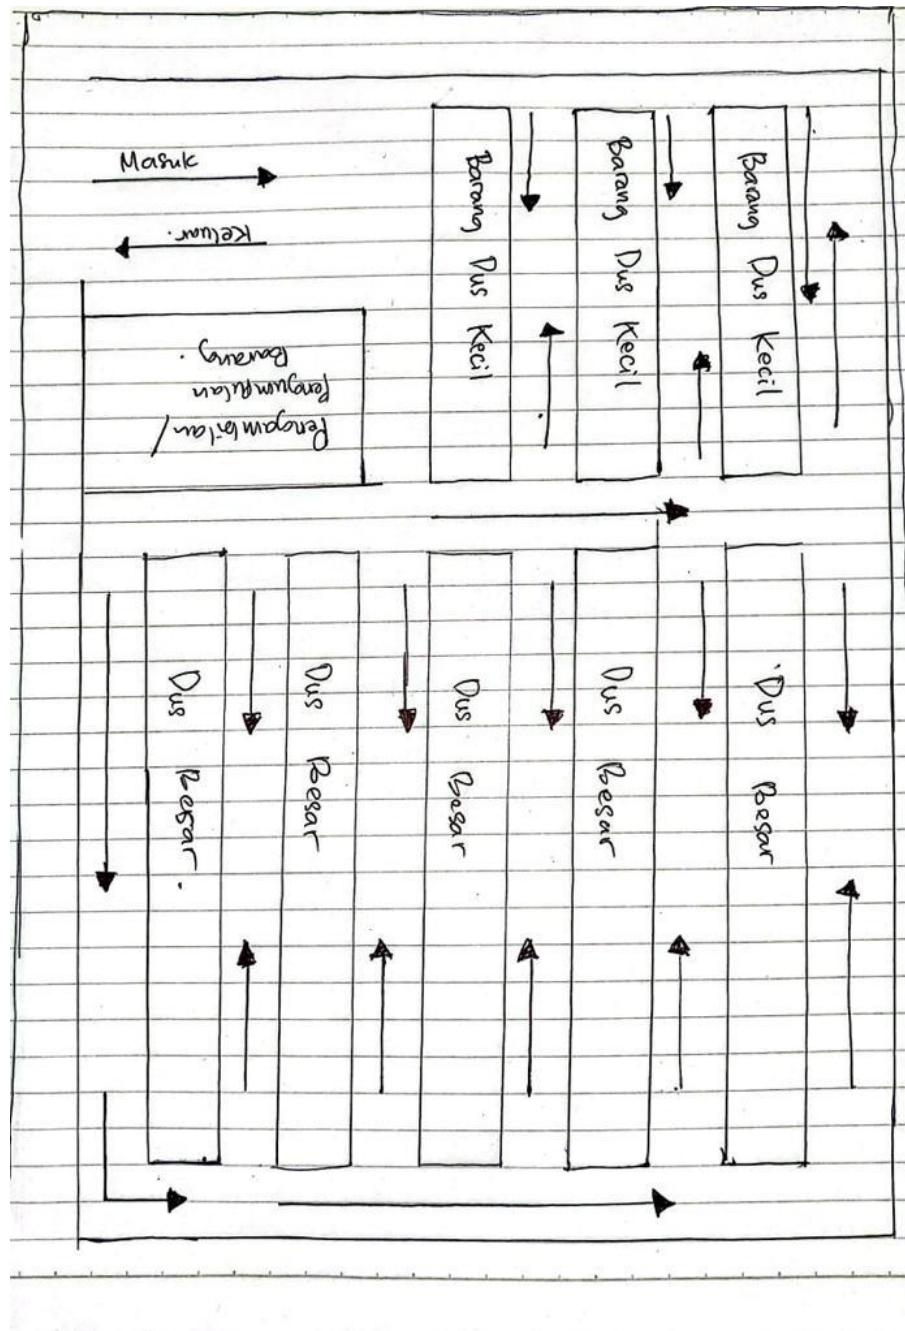 Masuk
Keluar.
Pengambilan/
Pengumpulan
Barang.
Barang Dus Kecil
Barang Dus Kecil
Barang Dus Kecil
Dus Besar.
Dus Besar
Dus Besar
Dus Besar
Dus Besar